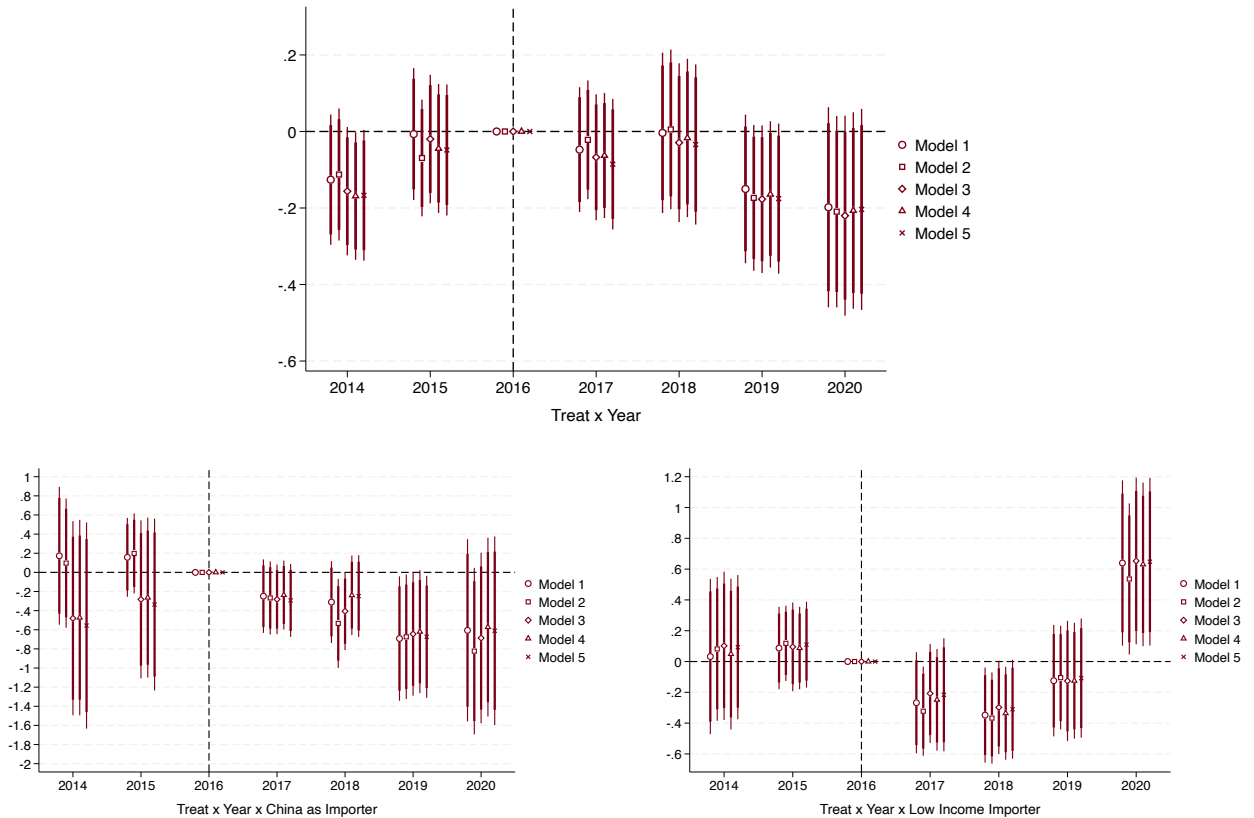 .2
0
-.2
-.4
-.6
2014 2015 2016 2017 2018 2019 2020
Treat x Year
Model 1
Model 2
Model 3
Model 4
Model 5
1
.8
.6
.4
.2
0
-.2
-.4
-.6
-.8
-1
-1.2
-1.4
-1.6
-1.8
-2
2014 2015 2016 2017 2018 2019 2020
Treat x Year x China as Importer
Model 1
Model 2
Model 3
Model 4
Model 5
1.2
1
.8
.6
.4
.2
0
-.2
-.4
-.6
2014 2015 2016 2017 2018 2019 2020
Treat x Year x Low Income Importer
Model 1
Model 2
Model 3
Model 4
Model 5